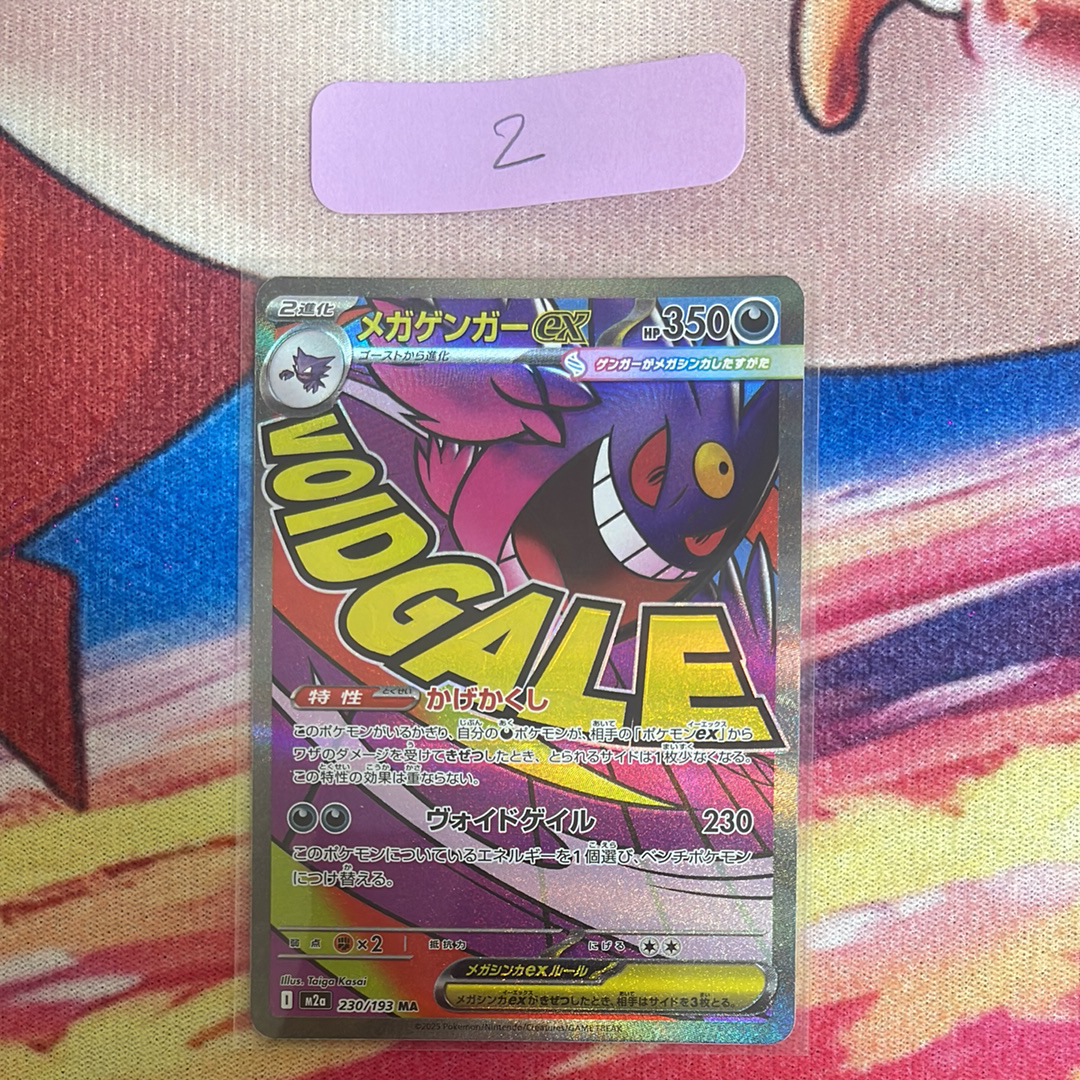 2
2進化
メガゲンガーex
HP350
ゴーストから進化
ゲンガーがメガシンカしたすがた
VOID GALE
特性 とくせい かげかくし
このポケモンがいるかぎり、自分のポケモンが、相手の「ポケモンex」から
ワザのダメージを受けてきぜつしたとき、とられるサイドは1枚少なくなる。
この特性の効果は重ならない。
ヴォイドゲイル 230
このポケモンについているエネルギーを1個選び、ベンチポケモン
につけ替える。
弱点 ×2 抵抗力 にげる
メガシンカexルール
メガシンカexがきぜつしたとき、相手はサイドを3枚とる。
Illus. Taiga Kasai
I m2a 230/193 MA
©2025 Pokémon/Nintendo/Creatures/GAME FREAK